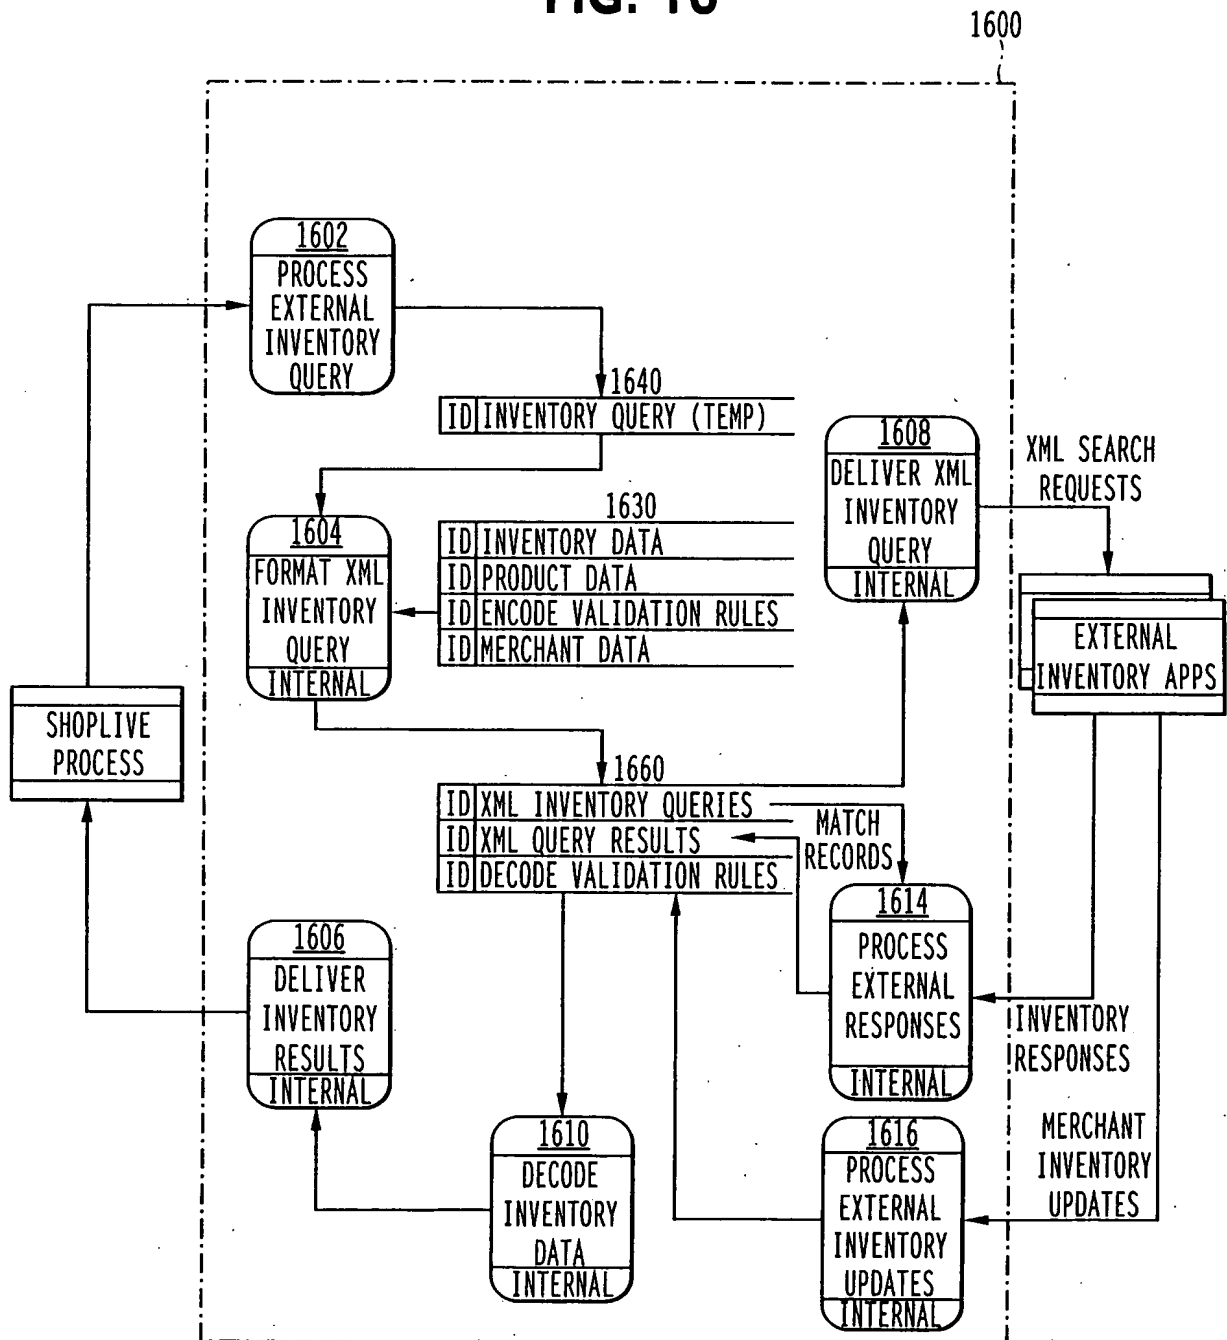 FIG. 16
1600
1602
PROCESS
EXTERNAL
INVENTORY
QUERY
1640
ID INVENTORY QUERY (TEMP)
1604
FORMAT XML
INVENTORY
QUERY
INTERNAL
1630
ID INVENTORY DATA
ID PRODUCT DATA
ID ENCODE VALIDATION RULES
ID MERCHANT DATA
1608
DELIVER XML
INVENTORY
QUERY
INTERNAL
XML SEARCH
REQUESTS
EXTERNAL
INVENTORY APPS
SHOPLIVE
PROCESS
1660
ID XML INVENTORY QUERIES
ID XML QUERY RESULTS
ID DECODE VALIDATION RULES
MATCH
RECORDS
1614
PROCESS
EXTERNAL
RESPONSES
INTERNAL
INVENTORY
RESPONSES
1606
DELIVER
INVENTORY
RESULTS
INTERNAL
1610
DECODE
INVENTORY
DATA
INTERNAL
1616
PROCESS
EXTERNAL
INVENTORY
UPDATES
INTERNAL
MERCHANT
INVENTORY
UPDATES